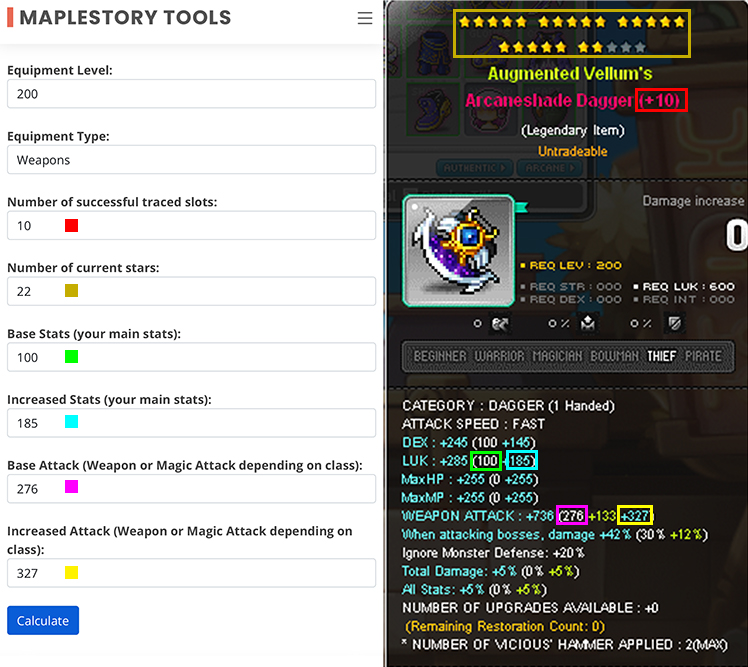 MAPLESTORY TOOLS
Equipment Level:
200
Equipment Type:
Weapons
Number of successful traced slots:
10
Number of current stars:
22
Base Stats (your main stats):
100
Increased Stats (your main stats):
185
Base Attack (Weapon or Magic Attack depending on class):
276
Increased Attack (Weapon or Magic Attack depending on
class):
327
Calculate
Augmented Vellum's
Arcaneshade Dagger (+10)
(Legendary Item)
Untradeable
AUTHENTIC
ARCANE
Damage increase
0
REQ LEV : 200
REQ STR : 000 REQ LUK : 600
REQ DEX : 000 REQ INT : 000
0 0 % 0 %
BEGINNER WARRIOR MAGICIAN BOWMAN THIEF PIRATE
CATEGORY : DAGGER (1 Handed)
ATTACK SPEED : FAST
DEX : +245 (100 +145)
LUK : +285 (100 +185)
MaxHP : +255 (0 +255)
MaxMP : +255 (0 +255)
WEAPON ATTACK : +736 (276 +133 +327)
When attacking bosses, damage +42% (30% +12%)
Ignore Monster Defense: +20%
Total Damage: +5% (0% +5%)
All Stats: +5% (0% +5%)
NUMBER OF UPGRADES AVAILABLE : +0
(Remaining Restoration Count: 0)
* NUMBER OF 'VICIOUS' HAMMER APPLIED : 2(MAX)